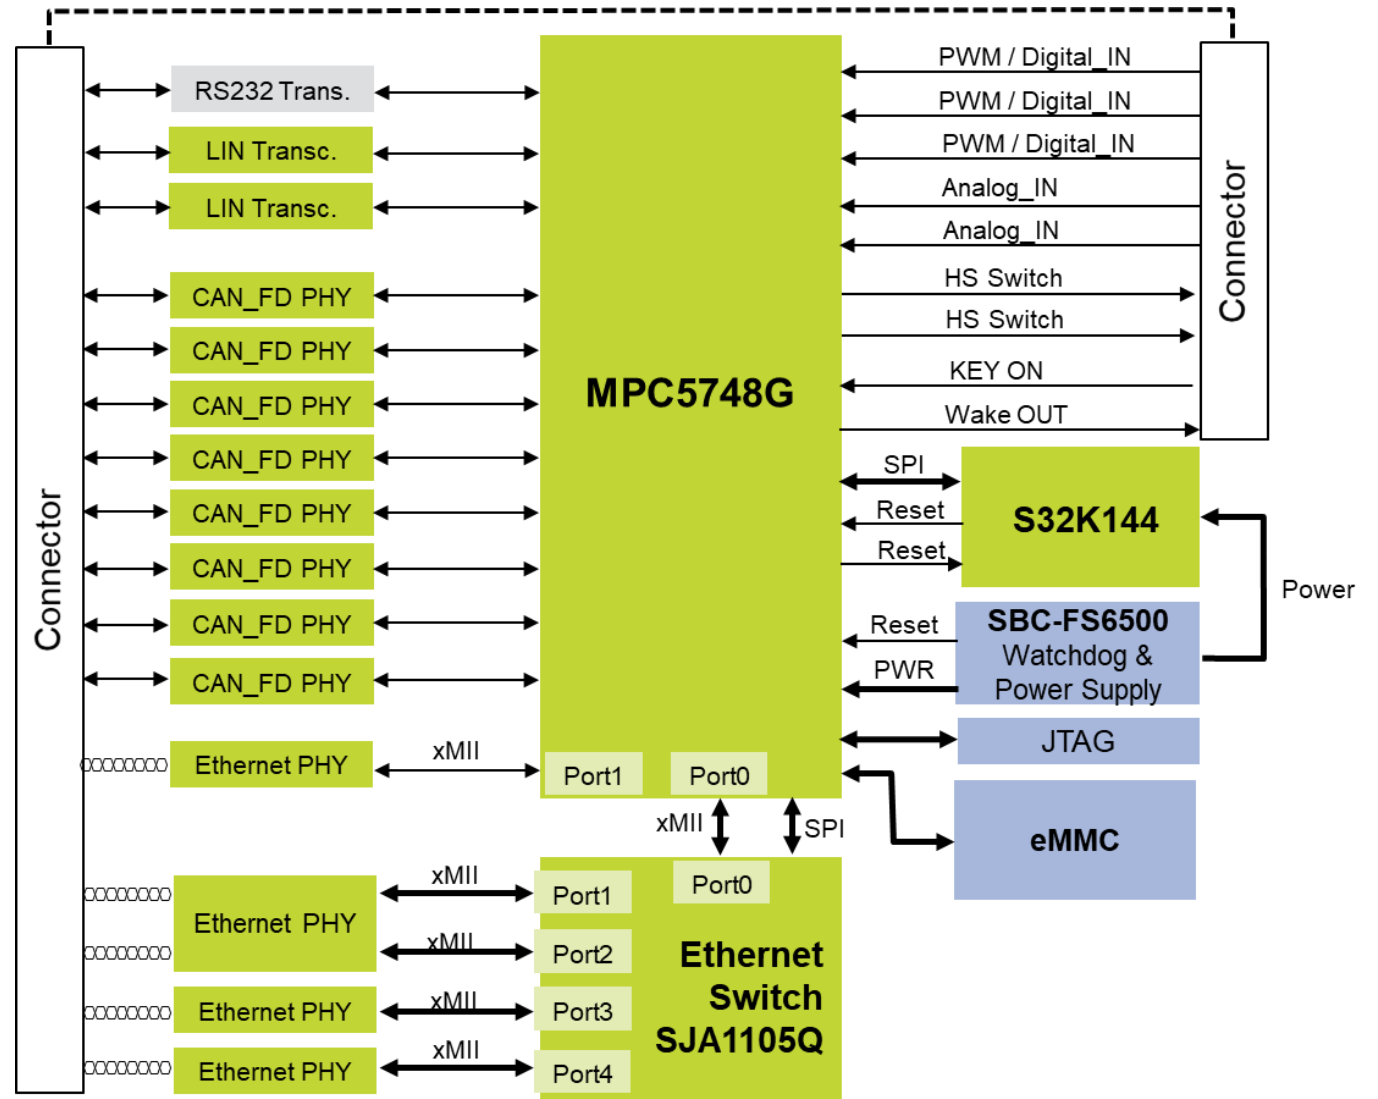 Connector
RS232 Trans.
LIN Transc.
LIN Transc.
CAN_FD PHY
CAN_FD PHY
CAN_FD PHY
CAN_FD PHY
CAN_FD PHY
CAN_FD PHY
CAN_FD PHY
CAN_FD PHY
Ethernet PHY
xMII
Ethernet PHY
xMII
xMII
Ethernet PHY
xMII
Ethernet PHY
xMII
MPC5748G
Port1
Port0
xMII
SPI
Port0
Port1
Port2
Port3
Port4
Ethernet
Switch
SJA1105Q
PWM / Digital_IN
PWM / Digital_IN
PWM / Digital_IN
Analog_IN
Analog_IN
HS Switch
HS Switch
KEY ON
Wake OUT
Connector
SPI
Reset
Reset
S32K144
Power
Reset
PWR
SBC-FS6500
Watchdog &
Power Supply
JTAG
eMMC